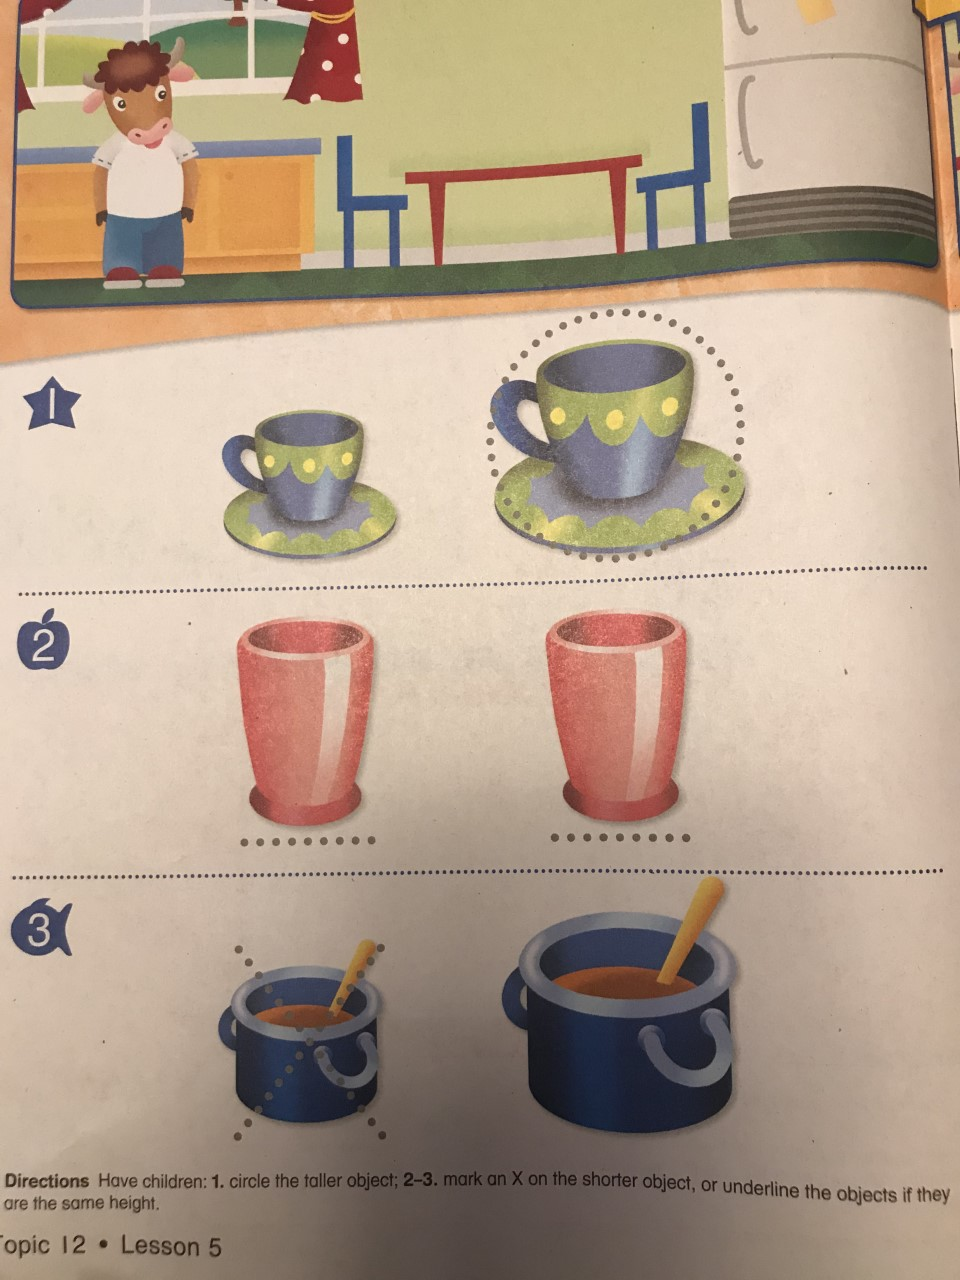 1
2
3
Directions Have children: 1. circle the taller object; 2–3. mark an X on the shorter object, or underline the objects if they
are the same height.
opic 12 • Lesson 5